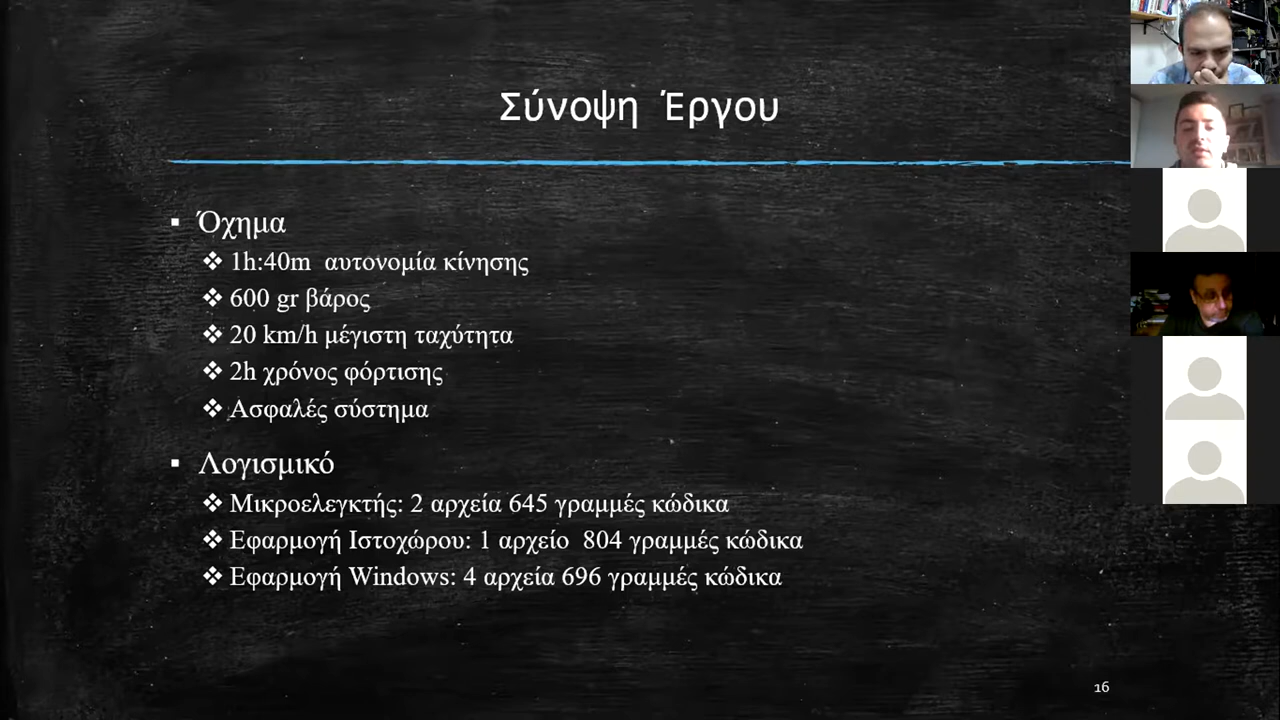 Σύνοψη Έργου
▪ Όχημα
❖ 1h:40m αυτονομία κίνησης
❖ 600 gr βάρος
❖ 20 km/h μέγιστη ταχύτητα
❖ 2h χρόνος φόρτισης
❖ Ασφαλές σύστημα
▪ Λογισμικό
❖ Μικροελεγκτής: 2 αρχεία 645 γραμμές κώδικα
❖ Εφαρμογή Ιστοχώρου: 1 αρχείο 804 γραμμές κώδικα
❖ Εφαρμογή Windows: 4 αρχεία 696 γραμμές κώδικα
16